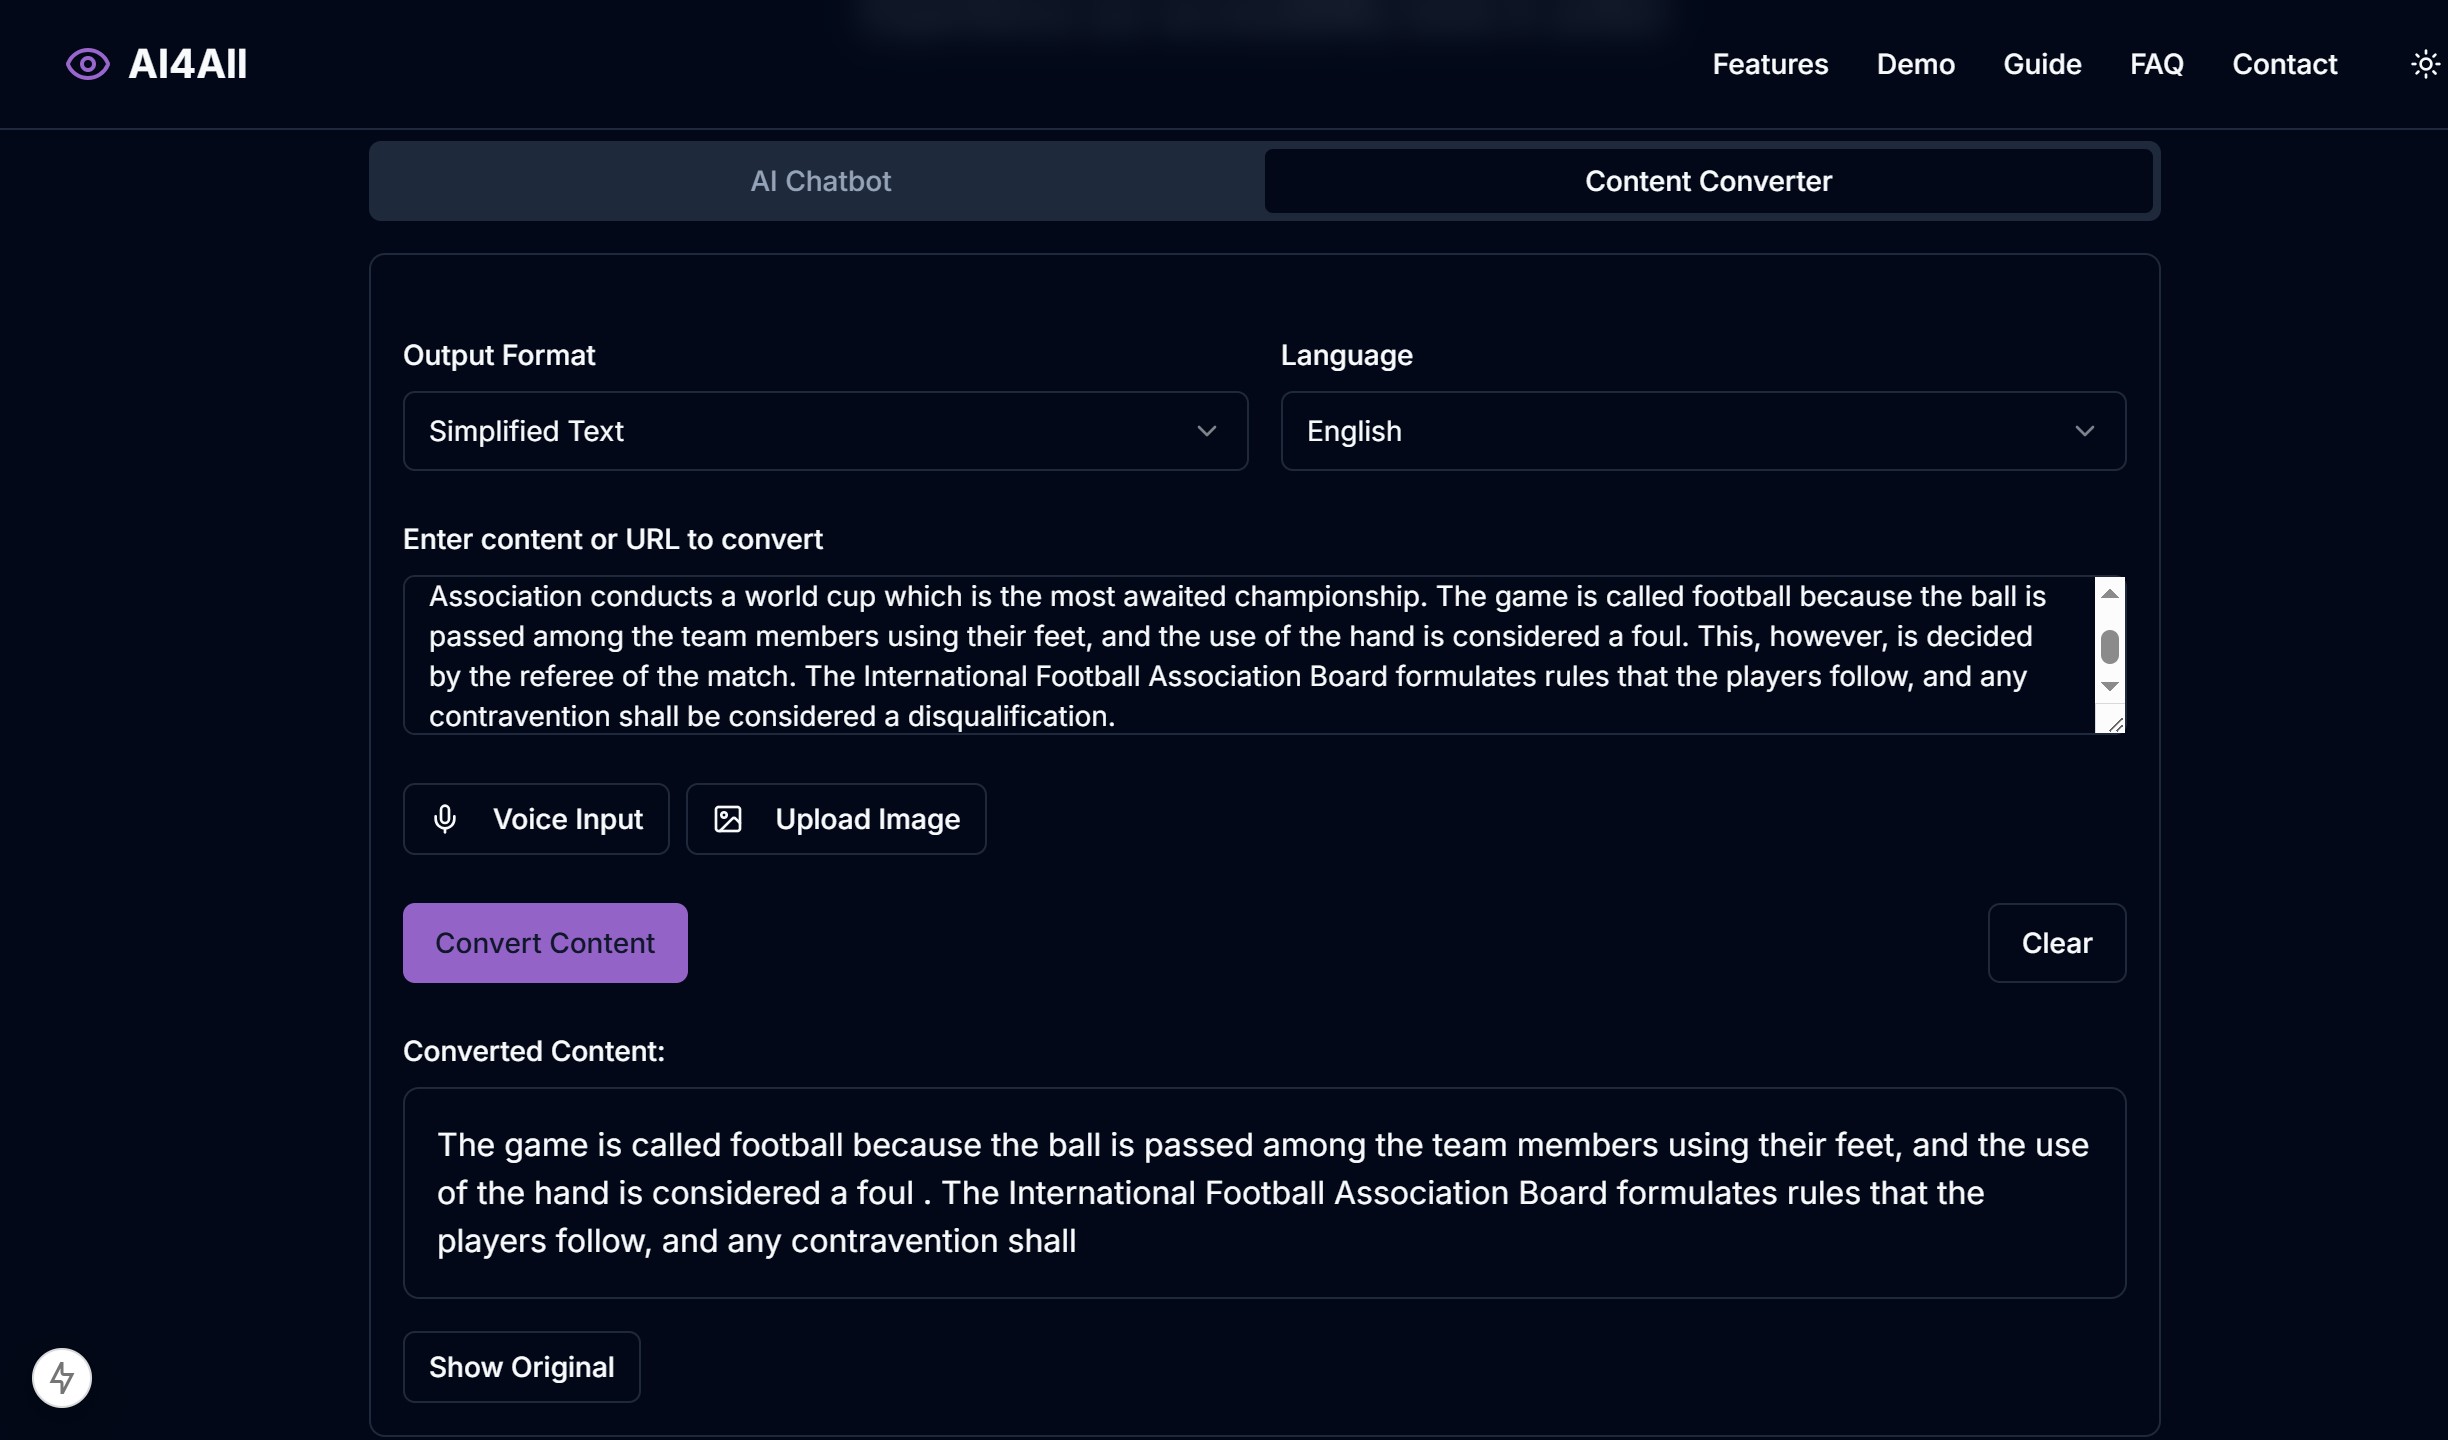 AI4All
Features
Demo
Guide
FAQ
Contact
AI Chatbot
Content Converter
Output Format
Language
Simplified Text
English
Enter content or URL to convert
Association conducts a world cup which is the most awaited championship. The game is called football because the ball is
passed among the team members using their feet, and the use of the hand is considered a foul. This, however, is decided
by the referee of the match. The International Football Association Board formulates rules that the players follow, and any
contravention shall be considered a disqualification.
Voice Input
Upload Image
Convert Content
Clear
Converted Content:
The game is called football because the ball is passed among the team members using their feet, and the use
of the hand is considered a foul . The International Football Association Board formulates rules that the
players follow, and any contravention shall
Show Original